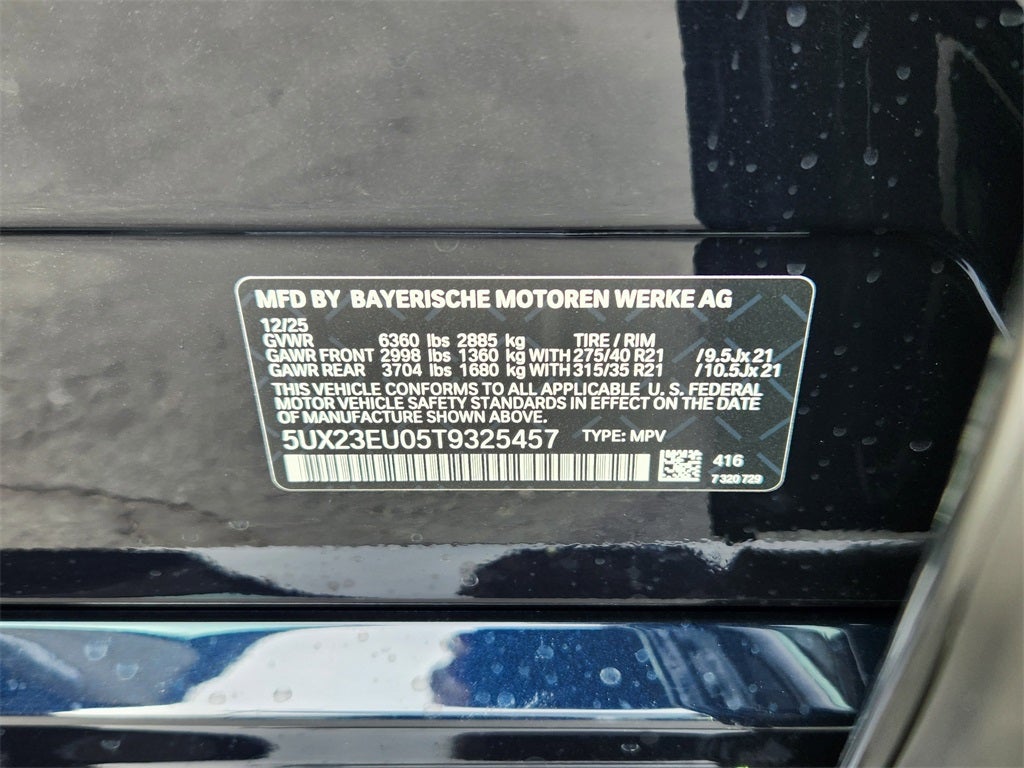 MFD BY BAYERISCHE MOTOREN WERKE AG
12/25
GVWR 6360 lbs 2885 kg TIRE / RIM
GAWR FRONT 2998 lbs 1360 kg WITH 275/40 R21 /9.5Jx21
GAWR REAR 3704 lbs 1680 kg WITH 315/35 R21 /10.5Jx21
THIS VEHICLE CONFORMS TO ALL APPLICABLE U. S. FEDERAL
MOTOR VEHICLE SAFETY STANDARDS IN EFFECT ON THE DATE
OF MANUFACTURE SHOWN ABOVE.
5UX23EU05T9325457 TYPE: MPV
416
7 320 729